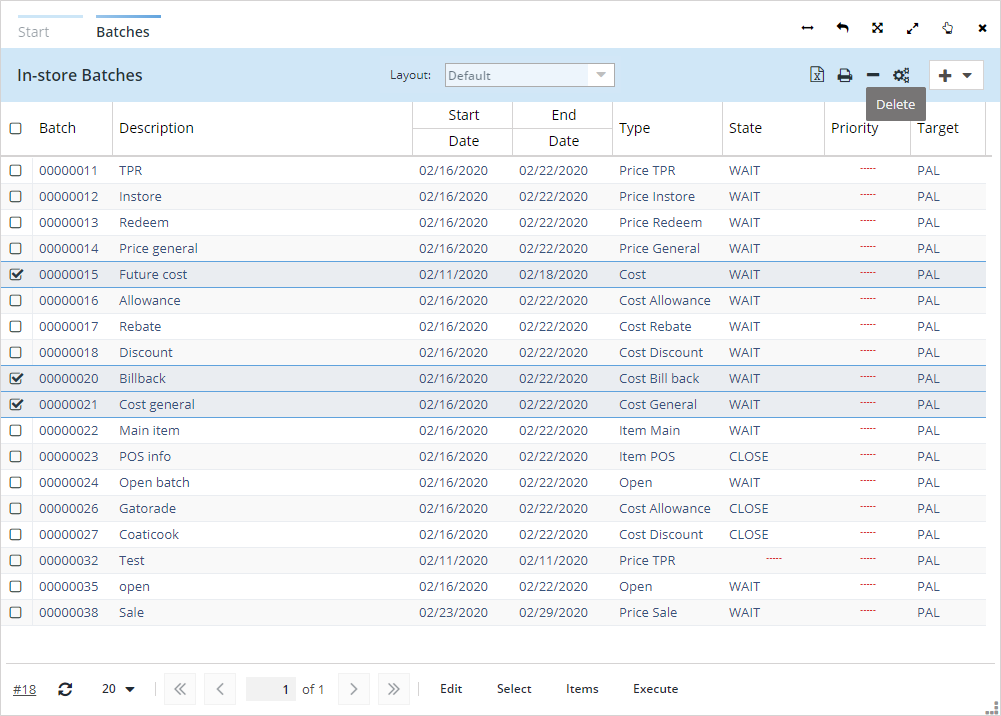 Start Batches
In-store Batches Layout: Default
Delete
Batch Description Start Date End Date Type State Priority Target
00000011 TPR 02/16/2020 02/22/2020 Price TPR WAIT ----- PAL
00000012 Instore 02/16/2020 02/22/2020 Price Instore WAIT ----- PAL
00000013 Redeem 02/16/2020 02/22/2020 Price Redeem WAIT ----- PAL
00000014 Price general 02/16/2020 02/22/2020 Price General WAIT ----- PAL
00000015 Future cost 02/11/2020 02/18/2020 Cost WAIT ----- PAL
00000016 Allowance 02/16/2020 02/22/2020 Cost Allowance WAIT ----- PAL
00000017 Rebate 02/16/2020 02/22/2020 Cost Rebate WAIT ----- PAL
00000018 Discount 02/16/2020 02/22/2020 Cost Discount WAIT ----- PAL
00000020 Billback 02/16/2020 02/22/2020 Cost Bill back WAIT ----- PAL
00000021 Cost general 02/16/2020 02/22/2020 Cost General WAIT ----- PAL
00000022 Main item 02/16/2020 02/22/2020 Item Main WAIT ----- PAL
00000023 POS info 02/16/2020 02/22/2020 Item POS CLOSE ----- PAL
00000024 Open batch 02/16/2020 02/22/2020 Open WAIT ----- PAL
00000026 Gatorade 02/16/2020 02/22/2020 Cost Allowance CLOSE ----- PAL
00000027 Coaticook 02/16/2020 02/22/2020 Cost Discount CLOSE ----- PAL
00000032 Test 02/11/2020 02/11/2020 Price TPR ----- ----- PAL
00000035 open 02/16/2020 02/22/2020 Open WAIT ----- PAL
00000038 Sale 02/23/2020 02/29/2020 Price Sale WAIT ----- PAL
#18 20 1 of 1 Edit Select Items Execute